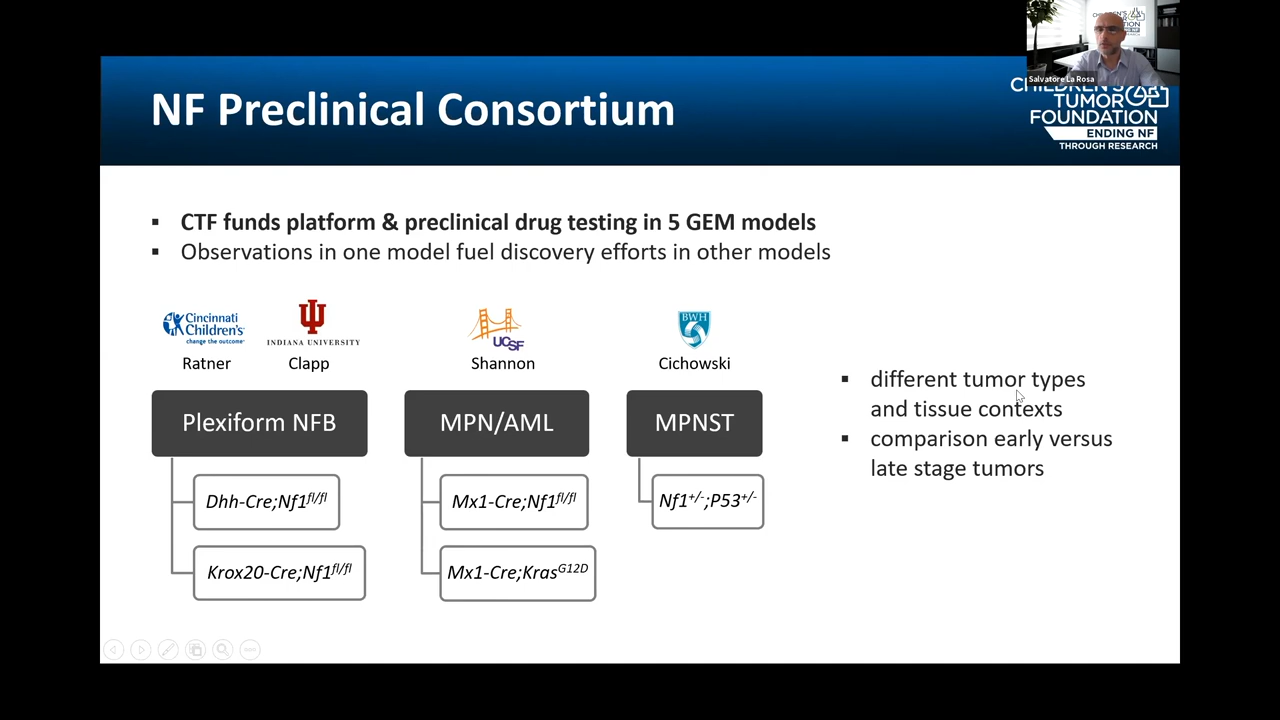 Salvatore La Rosa
NF Preclinical Consortium
CHILDREN'S
TUMOR
FOUNDATION
ENDING NF
THROUGH RESEARCH
▪ CTF funds platform & preclinical drug testing in 5 GEM models
▪ Observations in one model fuel discovery efforts in other models
Cincinnati
Children's
change the outcome
INDIANA UNIVERSITY
UCSF
BWH
Ratner
Clapp
Shannon
Cichowski
Plexiform NFB
MPN/AML
MPNST
Dhh-Cre;Nf1fl/fl
Mx1-Cre;Nf1fl/fl
Nf1+/-;P53+/-
Krox20-Cre;Nf1fl/fl
Mx1-Cre;KrasG12D
▪ different tumor types
and tissue contexts
▪ comparison early versus
late stage tumors